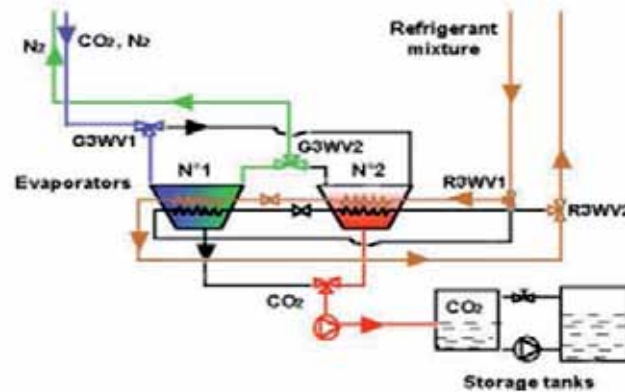 N₂
CO₂, N₂
Refrigerant
mixture
G3WV1
G3WV2
Evaporators
N°1
N°2
R3WV1
R3WV2
CO₂
CO₂
Storage tanks